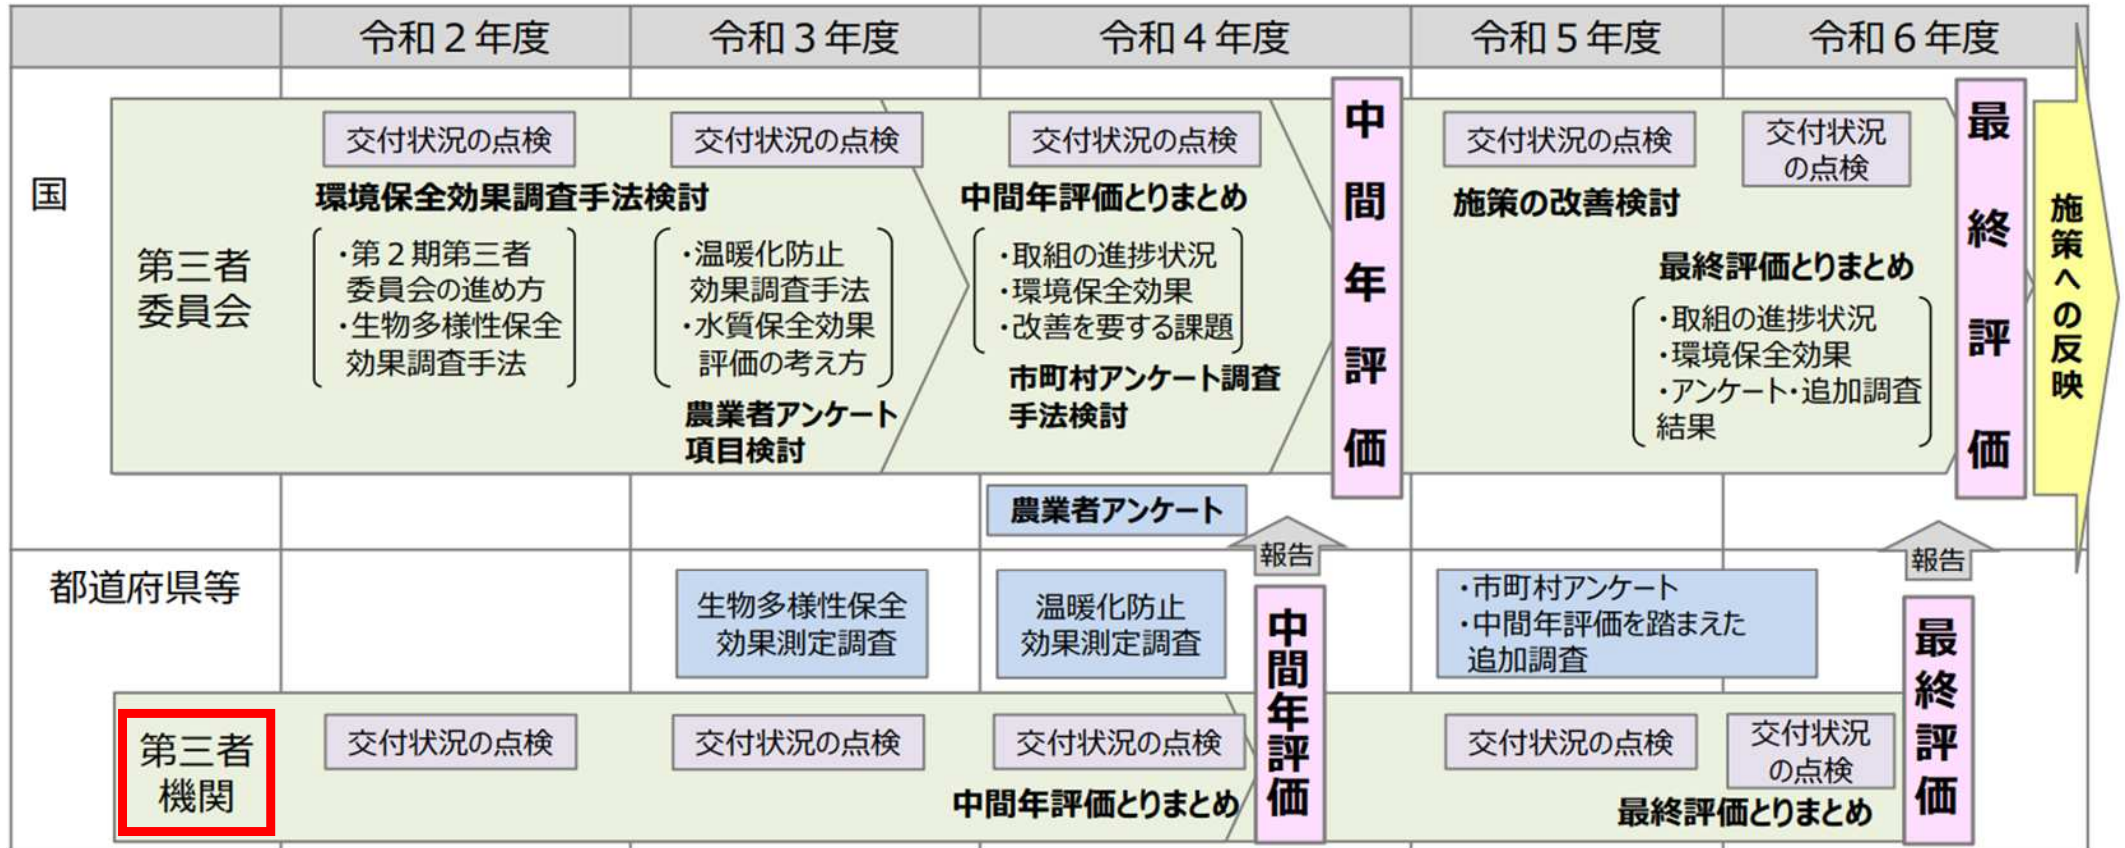 令和２年度
令和３年度
令和４年度
令和５年度
令和６年度
国
第三者
委員会
交付状況の点検
環境保全効果調査手法検討
・第２期第三者
委員会の進め方
・生物多様性保全
効果調査手法
交付状況の点検
・温暖化防止
効果調査手法
・水質保全効果
評価の考え方
農業者アンケート
項目検討
交付状況の点検
中間年評価とりまとめ
・取組の進捗状況
・環境保全効果
・改善を要する課題
市町村アンケート調査
手法検討
中間年評価
交付状況の点検
施策の改善検討
交付状況
の点検
最終評価とりまとめ
・取組の進捗状況
・環境保全効果
・アンケート・追加調査
結果
最終評価
施策への反映
農業者アンケート
報告
報告
都道府県等
生物多様性保全
効果測定調査
温暖化防止
効果測定調査
中間年評価
・市町村アンケート
・中間年評価を踏まえた
追加調査
最終評価
第三者
機関
交付状況の点検
交付状況の点検
交付状況の点検
中間年評価とりまとめ
交付状況の点検
交付状況
の点検
最終評価とりまとめ